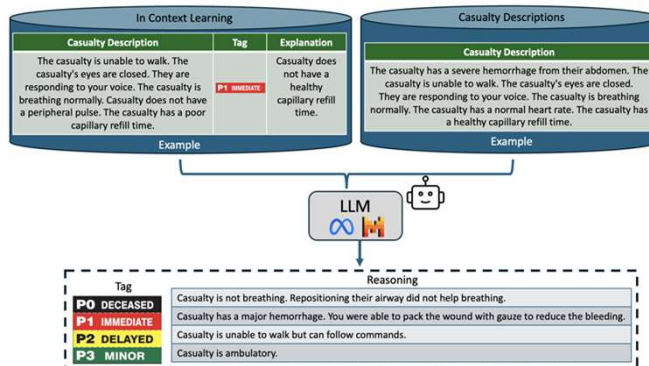 In Context Learning
Casualty Description Tag Explanation
The casualty is unable to walk. The
casualty's eyes are closed. They are
responding to your voice. The casualty is
breathing normally. Casualty does not have
a peripheral pulse. The casualty has a poor
capillary refill time.
P1 IMMEDIATE
Casualty does
not have a
healthy
capillary refill
time.
Example
Casualty Descriptions
Casualty Description
The casualty has a severe hemorrhage from their abdomen. The
casualty is unable to walk. The casualty's eyes are closed.
They are responding to your voice. The casualty is breathing
normally. The casualty has a normal heart rate. The casualty has
a healthy capillary refill time.
Example
LLM
Tag Reasoning
P0 DECEASED Casualty is not breathing. Repositioning their airway did not help breathing.
P1 IMMEDIATE Casualty has a major hemorrhage. You were able to pack the wound with gauze to reduce the bleeding.
P2 DELAYED Casualty is unable to walk but can follow commands.
P3 MINOR Casualty is ambulatory.